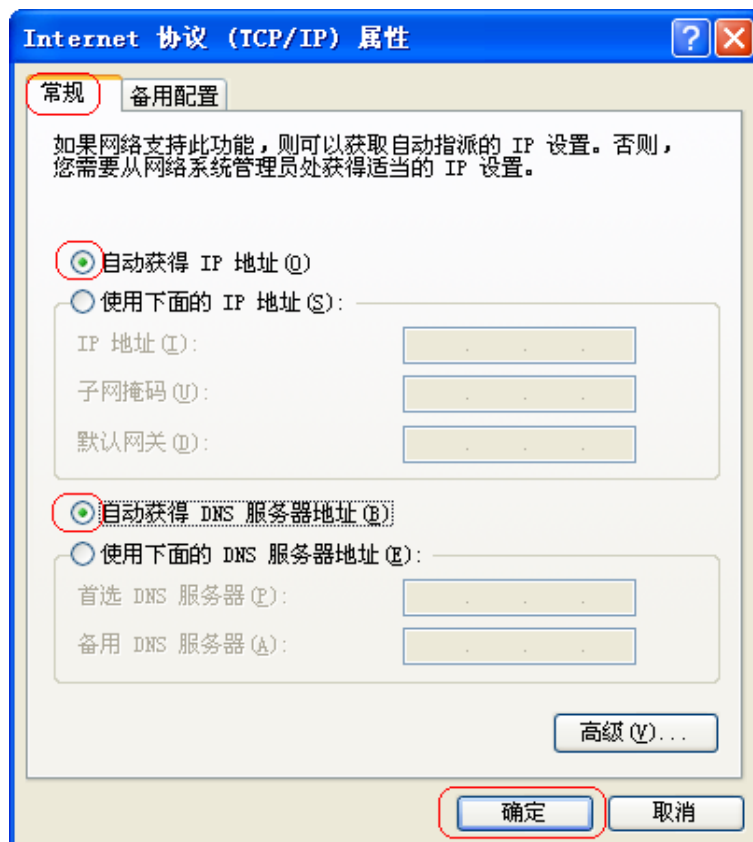 Internet 协议 (TCP/IP) 属性
常规
备用配置
如果网络支持此功能，则可以获取自动指派的 IP 设置。否则，
您需要从网络系统管理员处获得适当的 IP 设置。
自动获得 IP 地址(O)
使用下面的 IP 地址(S):
IP 地址(I):
子网掩码(U):
默认网关(D):
自动获得 DNS 服务器地址(B)
使用下面的 DNS 服务器地址(E):
首选 DNS 服务器(P):
备用 DNS 服务器(A):
高级(V)...
确定
取消